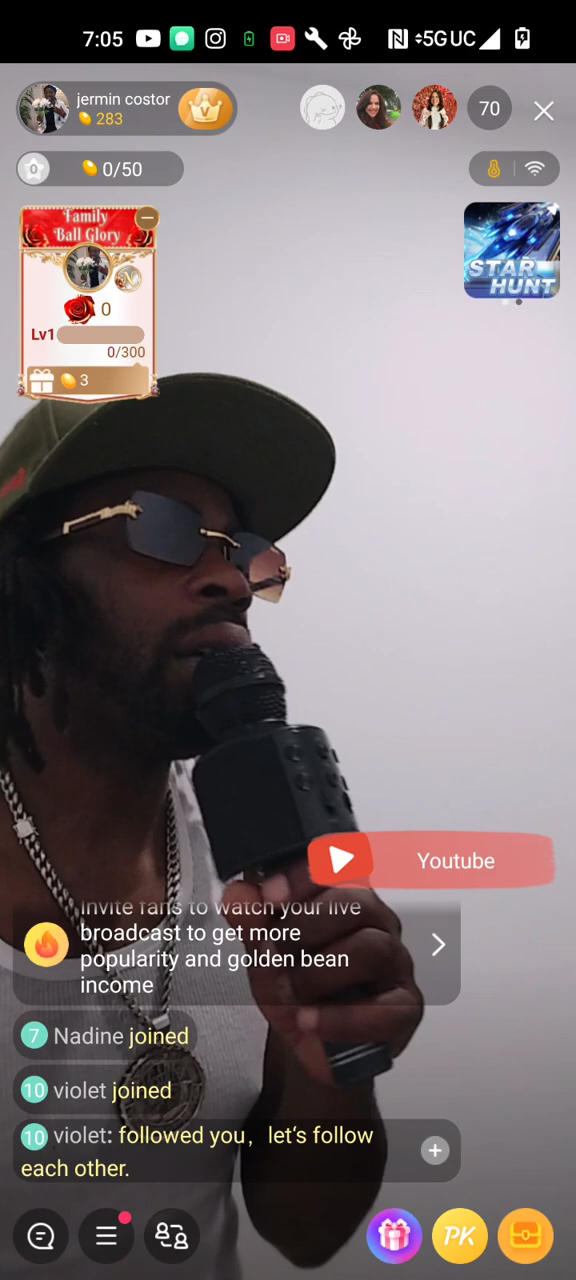 7:05
5G UC
jermin costor
283
V
70
0
0/50
Family
Ball Glory
N
0
Lv1
0/300
3
STAR
HUNT
Youtube
Invite fans to watch your live
broadcast to get more
popularity and golden bean
income
7 Nadine joined
10 violet joined
10 violet: followed you, let's follow
each other.
PK